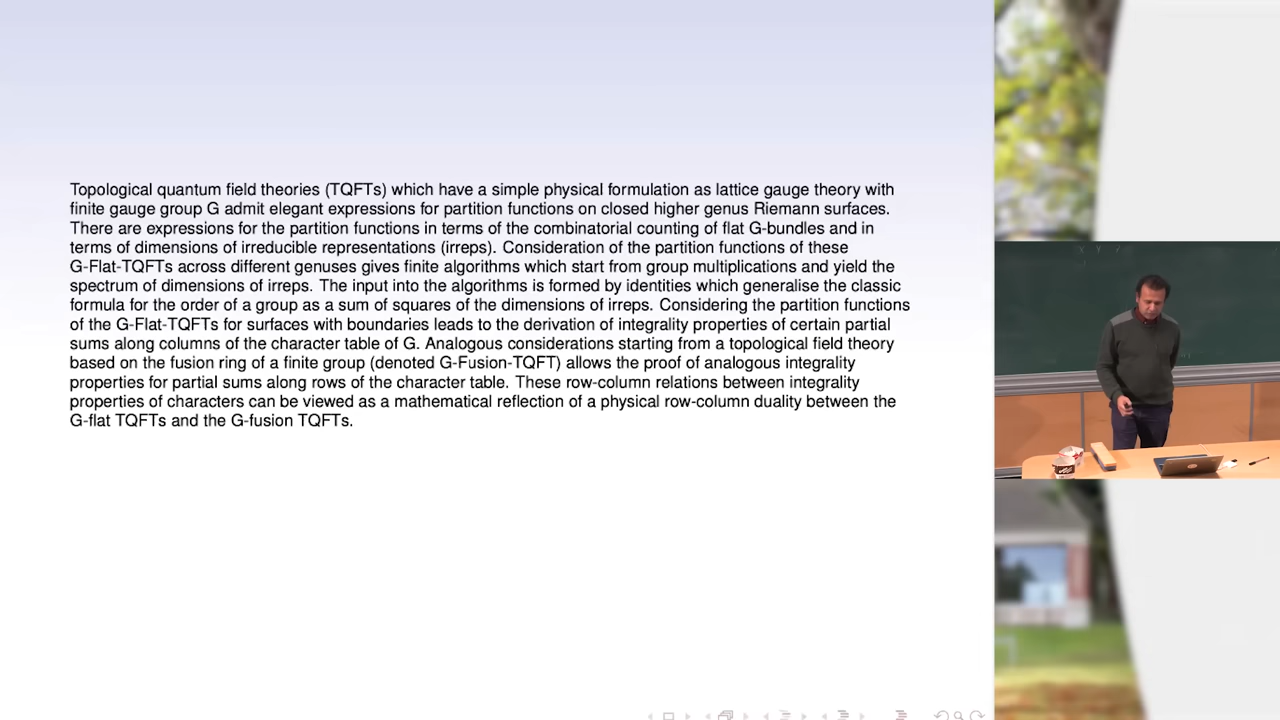 Topological quantum field theories (TQFTs) which have a simple physical formulation as lattice gauge theory with
finite gauge group G admit elegant expressions for partition functions on closed higher genus Riemann surfaces.
There are expressions for the partition functions in terms of the combinatorial counting of flat G-bundles and in
terms of dimensions of irreducible representations (irreps). Consideration of the partition functions of these
G-Flat-TQFTs across different genuses gives finite algorithms which start from group multiplications and yield the
spectrum of dimensions of irreps. The input into the algorithms is formed by identities which generalise the classic
formula for the order of a group as a sum of squares of the dimensions of irreps. Considering the partition functions
of the G-Flat-TQFTs for surfaces with boundaries leads to the derivation of integrality properties of certain partial
sums along columns of the character table of G. Analogous considerations starting from a topological field theory
based on the fusion ring of a finite group (denoted G-Fusion-TQFT) allows the proof of analogous integrality
properties for partial sums along rows of the character table. These row-column relations between integrality
properties of characters can be viewed as a mathematical reflection of a physical row-column duality between the
G-flat TQFTs and the G-fusion TQFTs.